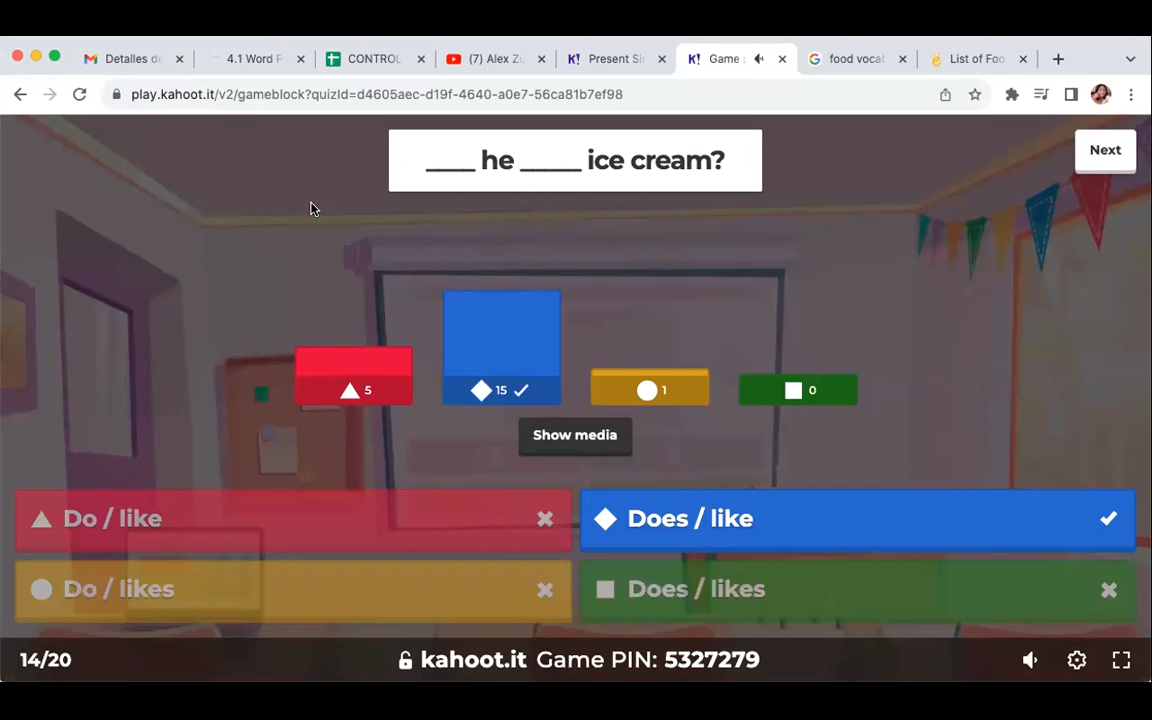 Detalles de
4.1 Word P
CONTROL
(7) Alex Zu
K! Present Si
K! Game
food vocal
List of Foo
play.kahoot.it/v2/gameblock?quizId=d4605aec-d19f-4640-a0e7-56ca81b7ef98
____ he _____ ice cream?
Next
5
15
1
0
Show media
Do / like
Does / like
Do / likes
Does / likes
14/20
kahoot.it Game PIN: 5327279